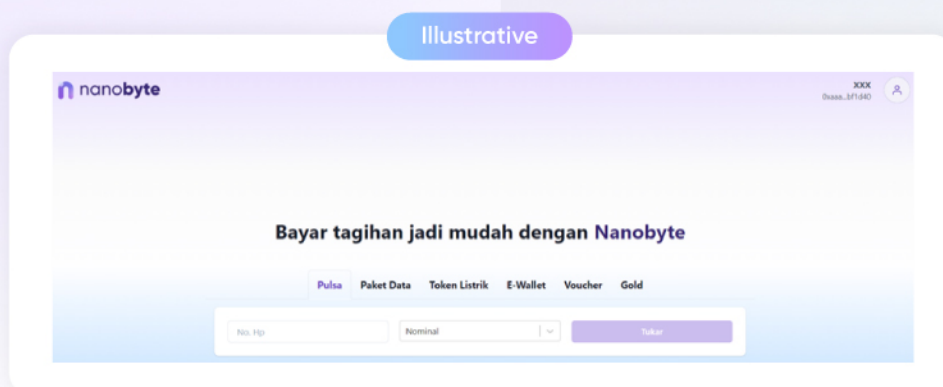 Illustrative
nanobyte
XXX
0xaaa...bf1d40
Bayar tagihan jadi mudah dengan Nanobyte
Pulsa Paket Data Token Listrik E-Wallet Voucher Gold
No. Hp Nominal Tukar